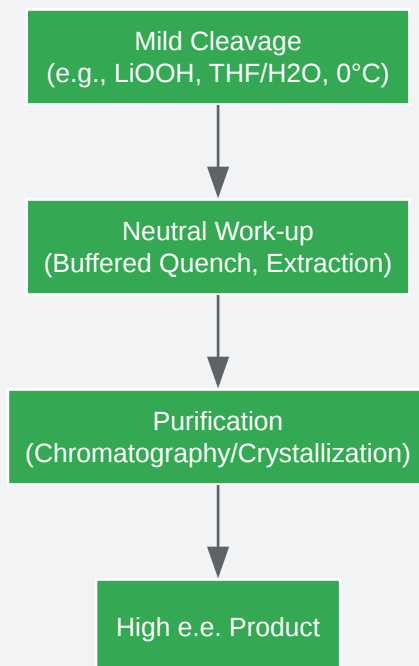 Mild Cleavage
(e.g., LiOOH, THF/H2O, 0°C)
Neutral Work-up
(Buffered Quench, Extraction)
Purification
(Chromatography/Crystallization)
High e.e. Product